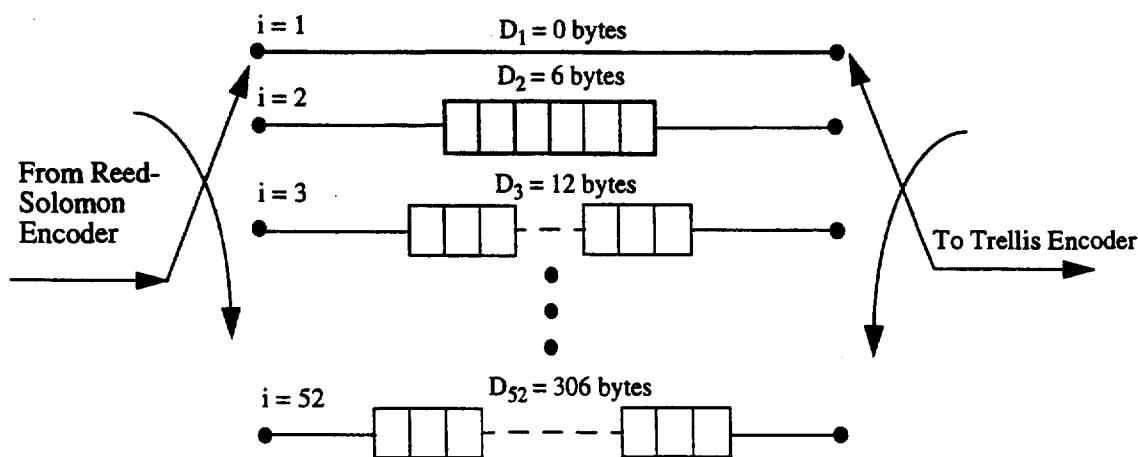 i = 1
D1 = 0 bytes
D2 = 6 bytes
i = 2
From Reed-
Solomon
Encoder
i = 3
D3 = 12 bytes
To Trellis Encoder
D52 = 306 bytes
i = 52